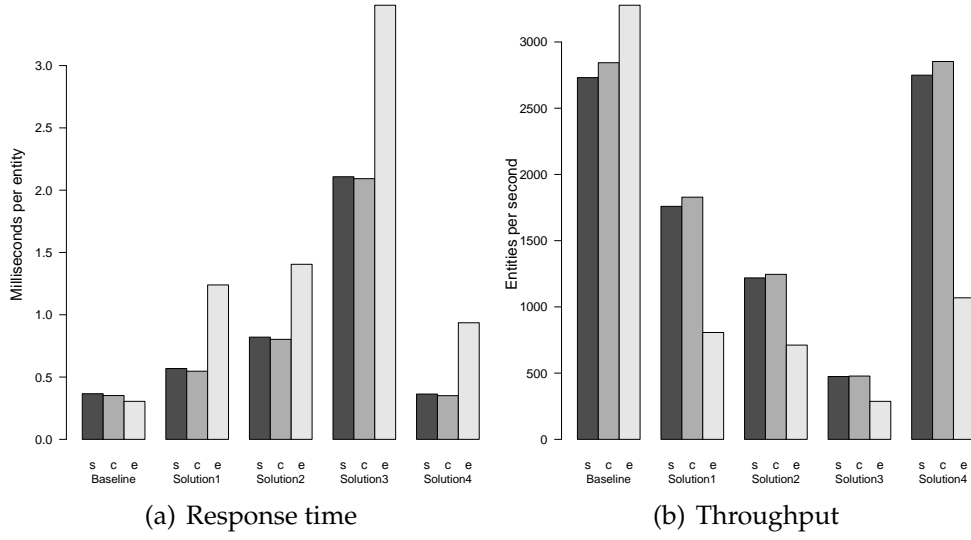 Milliseconds per entity
3.0
2.5
2.0
1.5
1.0
0.5
0.0
s c e s c e s c e s c e s c e
Baseline Solution1 Solution2 Solution3 Solution4
(a) Response time
Entities per second
3000
2500
2000
1500
1000
500
0
s c e s c e s c e s c e s c e
Baseline Solution1 Solution2 Solution3 Solution4
(b) Throughput